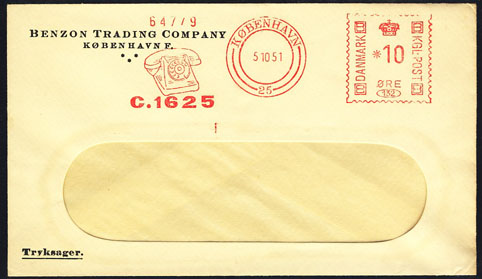 64779
BENZON TRADING COMPANY
KØBENHAVN F.
C.1625
KØBENHAVN
5 10 51
25
DANMARK
*10
ØRE
KGL·POST
Tryksager.